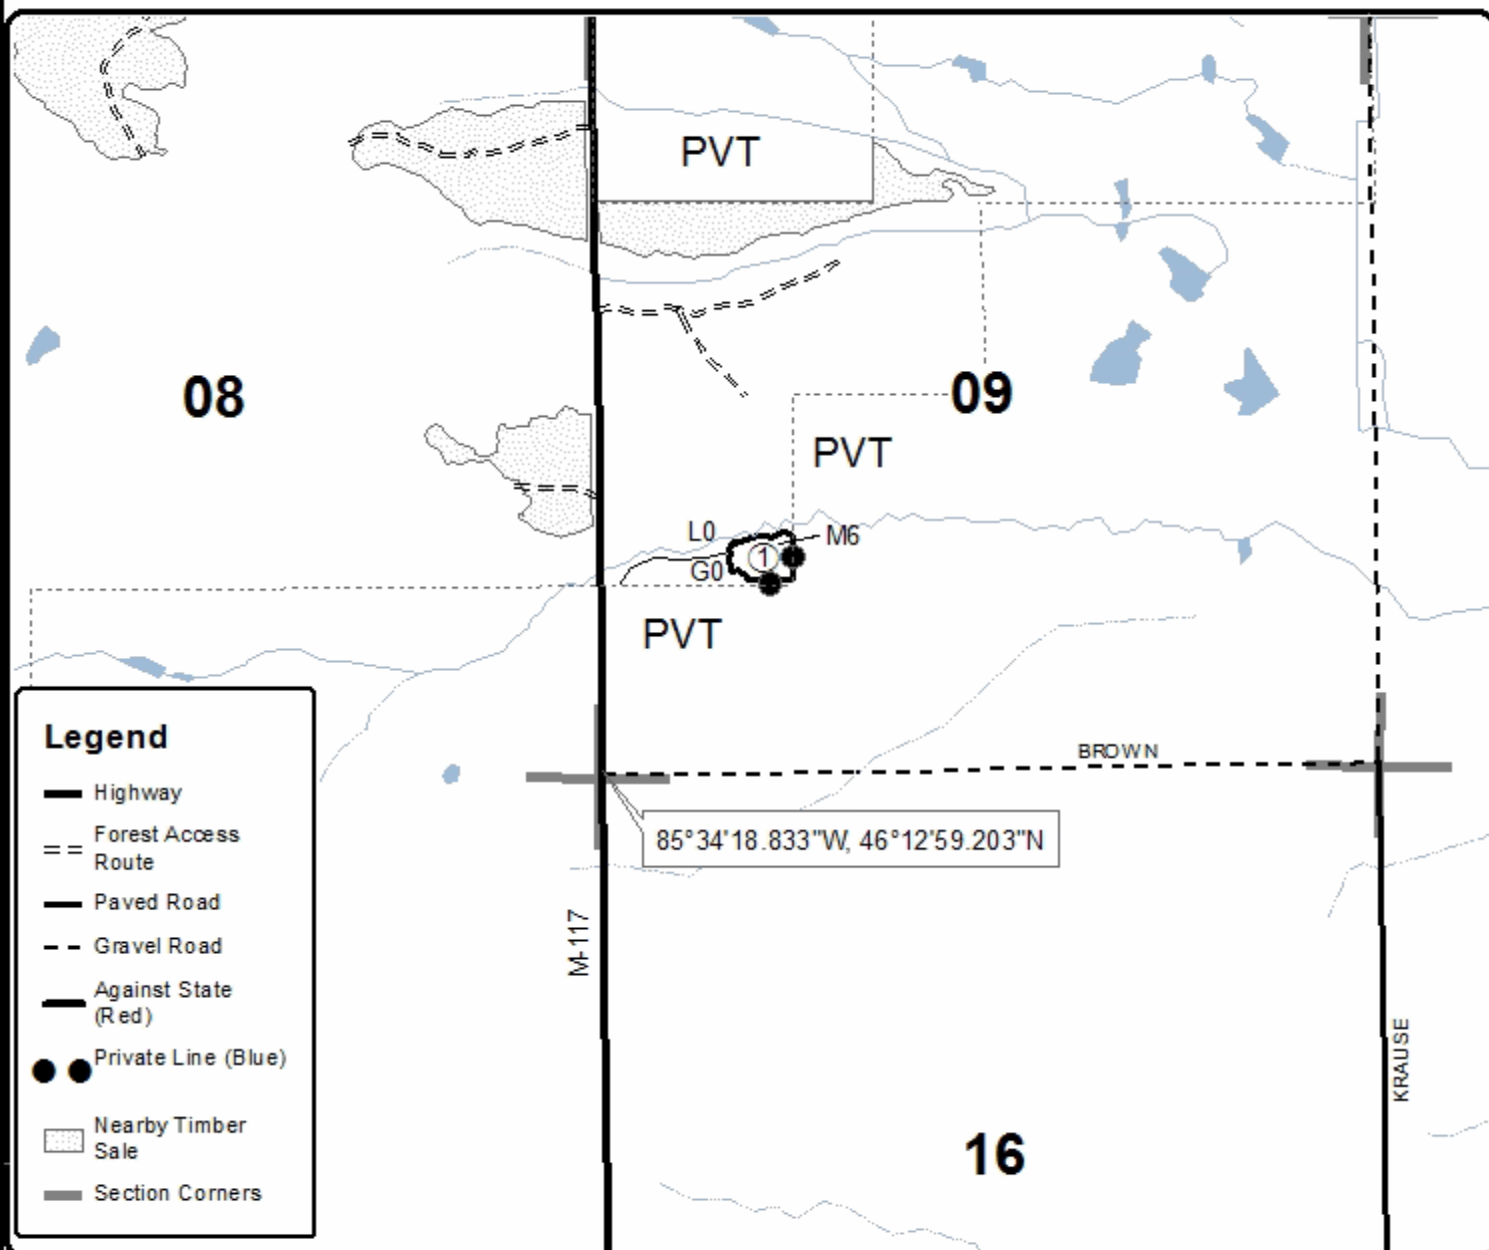 PVT
08
09
PVT
L0
M6
1
G0
PVT
Legend
Highway
Forest Access
Route
Paved Road
Gravel Road
Against State
(Red)
Private Line (Blue)
Nearby Timber
Sale
Section Corners
BROWN
85°34'18.833"W, 46°12'59.203"N
M-117
KRAUSE
16